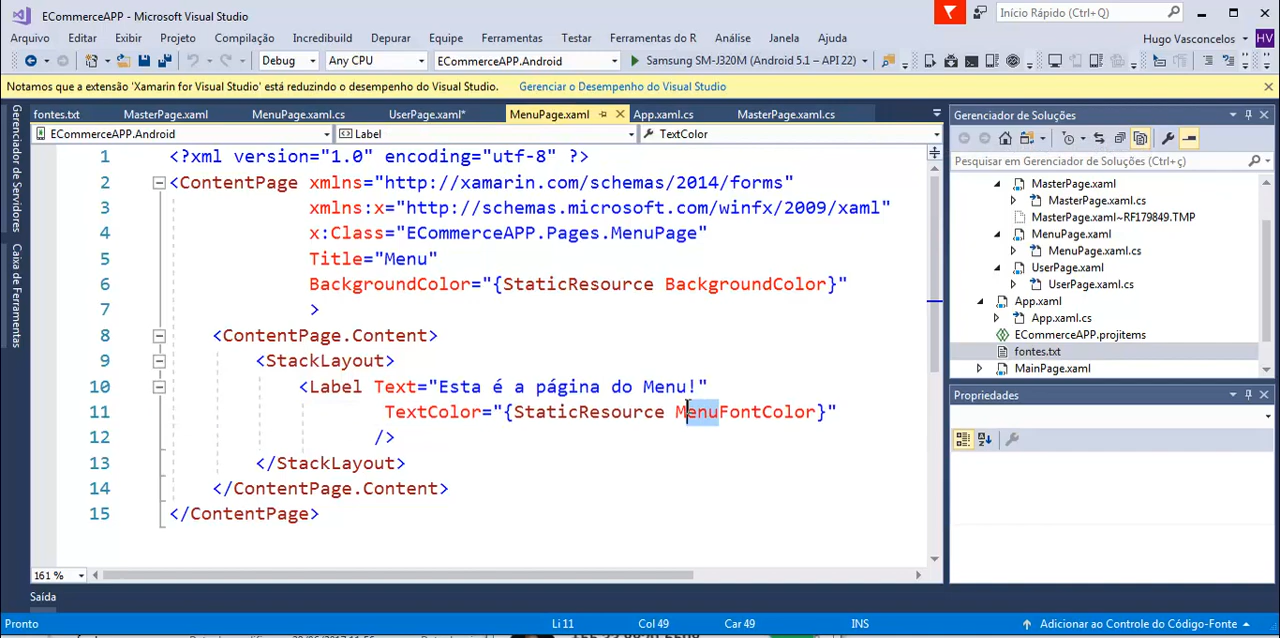 ECommerceAPP - Microsoft Visual Studio
Início Rápido (Ctrl+Q)
Arquivo Editar Exibir Projeto Compilação Incredibuild Depurar Equipe Ferramentas Testar Ferramentas do R Análise Janela Ajuda Hugo Vasconcelos HV
Debug Any CPU ECommerceAPP.Android Samsung SM-J320M (Android 5.1 – API 22)
Notamos que a extensão 'Xamarin for Visual Studio' está reduzindo o desempenho do Visual Studio. Gerenciar o Desempenho do Visual Studio
Gerenciador de Servidores
Caixa de Ferramentas
fontes.txt MasterPage.xaml MenuPage.xaml.cs UserPage.xaml* MenuPage.xaml App.xaml.cs MasterPage.xaml.cs
ECommerceAPP.Android Label TextColor
1 <?xml version="1.0" encoding="utf-8" ?>
2 <ContentPage xmlns="http://xamarin.com/schemas/2014/forms"
3 xmlns:x="http://schemas.microsoft.com/winfx/2009/xaml"
4 x:Class="ECommerceAPP.Pages.MenuPage"
5 Title="Menu"
6 BackgroundColor="{StaticResource BackgroundColor}"
7 >
8 <ContentPage.Content>
9 <StackLayout>
10 <Label Text="Esta é a página do Menu!"
11 TextColor="{StaticResource MenuFontColor}"
12 />
13 </StackLayout>
14 </ContentPage.Content>
15 </ContentPage>
161 %
Gerenciador de Soluções
Pesquisar em Gerenciador de Soluções (Ctrl+ç)
MasterPage.xaml
MasterPage.xaml.cs
MasterPage.xaml~RF179849.TMP
MenuPage.xaml
MenuPage.xaml.cs
UserPage.xaml
UserPage.xaml.cs
App.xaml
App.xaml.cs
ECommerceAPP.projitems
fontes.txt
MainPage.xaml
Propriedades
Saída
Pronto Li 11 Col 49 Car 49 INS Adicionar ao Controle do Código-Fonte